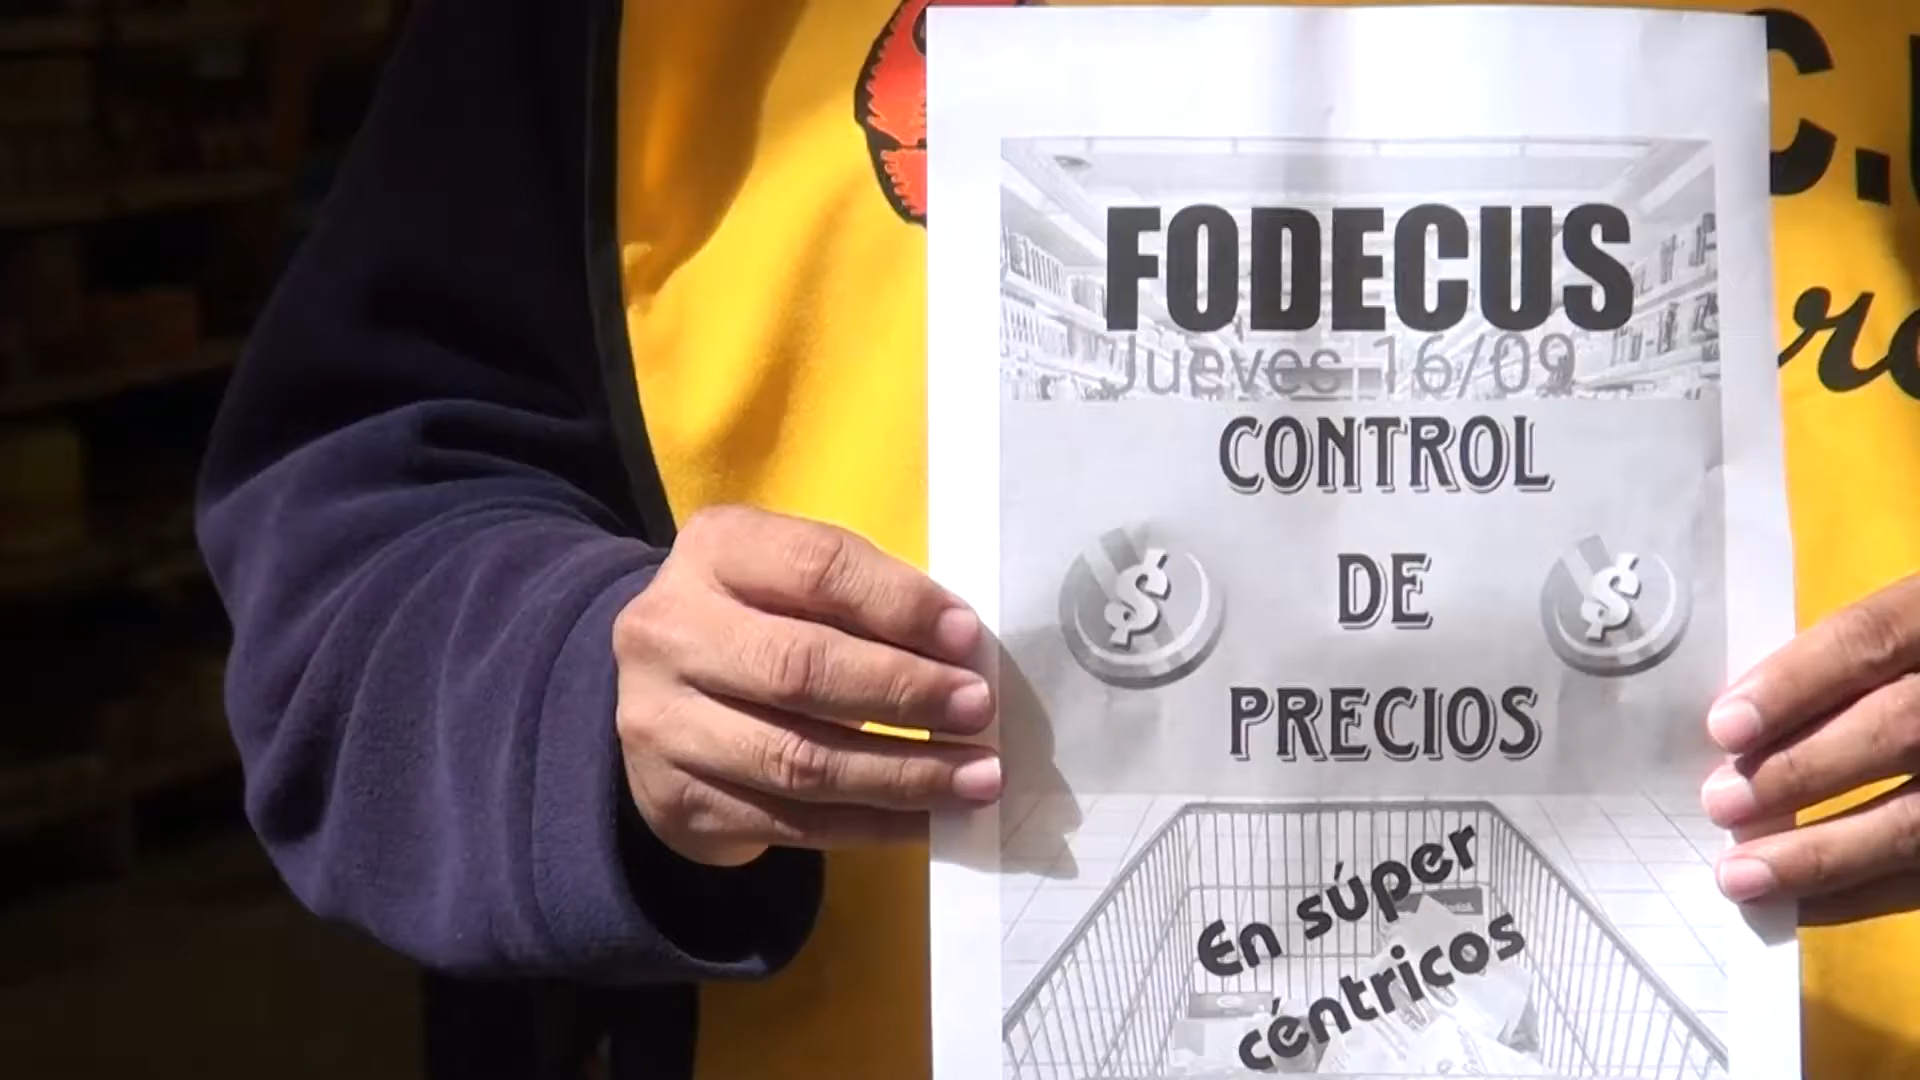 FODECUS
Jueves 16/09
CONTROL
DE
PRECIOS
En súper
céntricos
C.